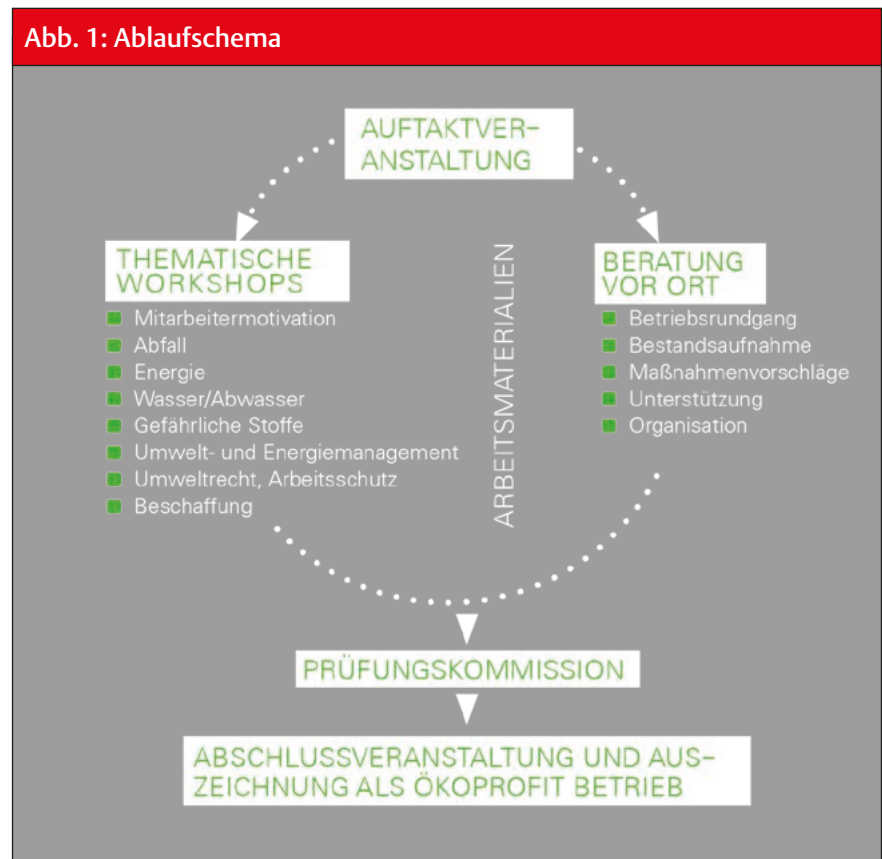 Abb. 1: Ablaufschema
AUFTAKTVER-
ANSTALTUNG
THEMATISCHE
WORKSHOPS
Mitarbeitermotivation
Abfall
Energie
Wasser/Abwasser
Gefährliche Stoffe
Umwelt- und Energiemanagement
Umweltrecht, Arbeitsschutz
Beschaffung
ARBEITSMATERIALIEN
BERATUNG
VOR ORT
Betriebsrundgang
Bestandsaufnahme
Maßnahmenvorschläge
Unterstützung
Organisation
PRÜFUNGSKOMMISSION
ABSCHLUSSVERANSTALTUNG UND AUS-
ZEICHNUNG ALS ÖKOPROFIT BETRIEB